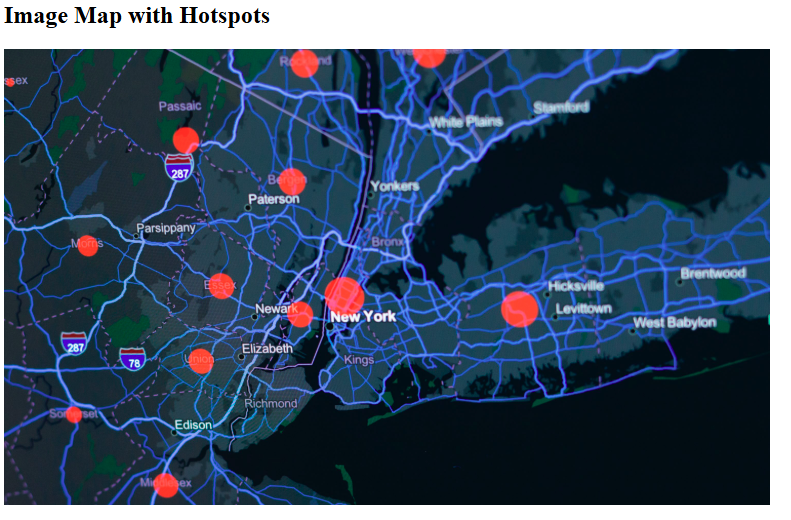 Image Map with Hotspots
Rockland
ssex
Passaic
Stamford
White Plains
287
Bergen
Yonkers
Paterson
Parsippany
Bronx
Morris
Brentwood
Essex
Hicksville
Newark
Levittown
New York
West Babylon
287
Elizabeth
78
Union
Kings
Richmond
Somerset
Edison
Middlesex